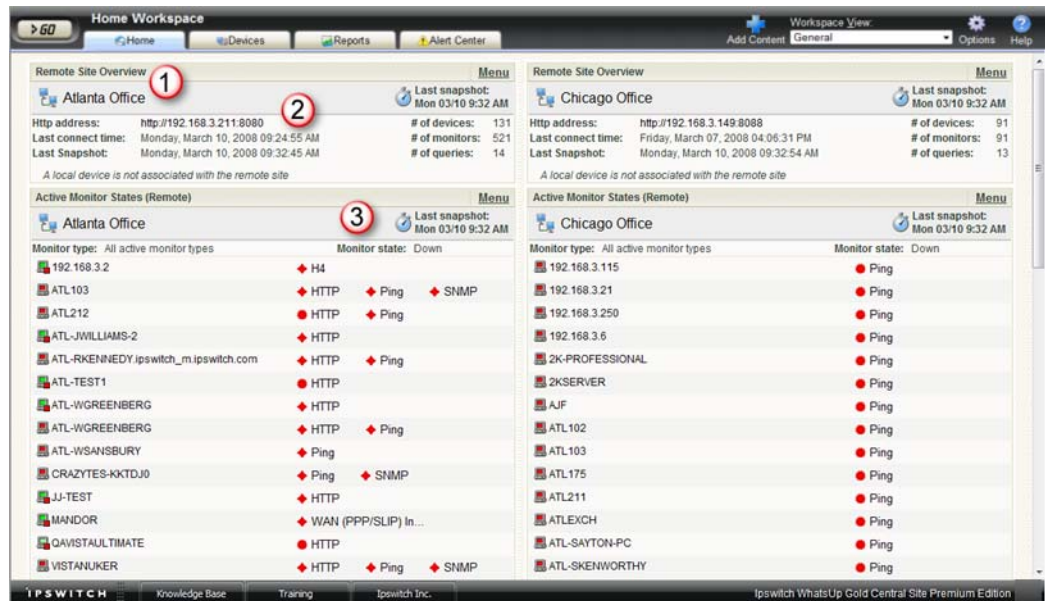 >GO
Home Workspace
Home
Devices
Reports
Alert Center
Add Content
Workspace View:
General
Options
Help
Remote Site Overview
Menu
1
Atlanta Office
Last snapshot:
Mon 03/10 9:32 AM
2
Http address: http://192.168.3.211:8080 # of devices: 131
Last connect time: Monday, March 10, 2008 09:24:55 AM # of monitors: 521
Last Snapshot: Monday, March 10, 2008 09:32:45 AM # of queries: 14
A local device is not associated with the remote site
Active Monitor States (Remote)
Menu
3
Atlanta Office
Last snapshot:
Mon 03/10 9:32 AM
Monitor type: All active monitor types Monitor state: Down
192.168.3.2 H4
ATL103 HTTP Ping SNMP
ATL212 HTTP Ping
ATL-JWILLIAMS-2 HTTP
ATL-RKENNEDY.ipswitch_m.ipswitch.com HTTP Ping
ATL-TEST1 HTTP
ATL-WGREENBERG HTTP
ATL-WGREENBERG HTTP Ping
ATL-WSANSBURY Ping
CRAZYTES-KKTDJ0 Ping SNMP
JJ-TEST HTTP
MANDOR WAN (PPP/SLIP) In...
QAVISTAULTIMATE HTTP
VISTANUKER HTTP Ping SNMP
Remote Site Overview
Menu
Chicago Office
Last snapshot:
Mon 03/10 9:32 AM
Http address: http://192.168.3.149:8088 # of devices: 91
Last connect time: Friday, March 07, 2008 04:06:31 PM # of monitors: 91
Last Snapshot: Monday, March 10, 2008 09:32:54 AM # of queries: 13
A local device is not associated with the remote site
Active Monitor States (Remote)
Menu
Chicago Office
Last snapshot:
Mon 03/10 9:32 AM
Monitor type: All active monitor types Monitor state: Down
192.168.3.115 Ping
192.168.3.21 Ping
192.168.3.250 Ping
192.168.3.6 Ping
2K-PROFESSIONAL Ping
2KSERVER Ping
AJF Ping
ATL102 Ping
ATL103 Ping
ATL175 Ping
ATL211 Ping
ATLEXCH Ping
ATL-SAYTON-PC Ping
ATL-SKENWORTHY Ping
IPSWITCH
Knowledge Base
Training
Ipswitch Inc.
Ipswitch WhatsUp Gold Central Site Premium Edition